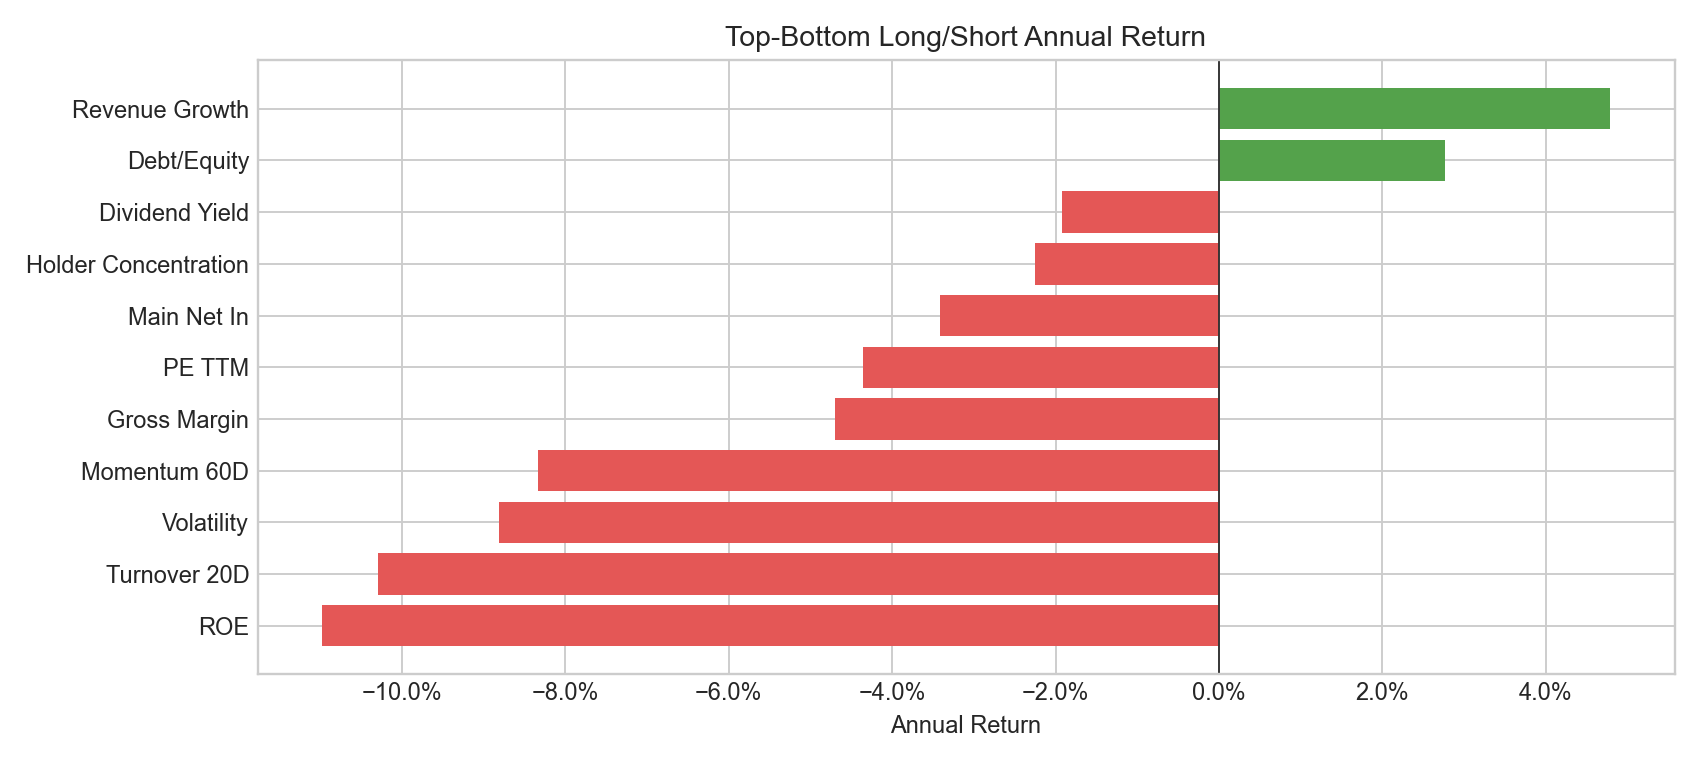 Top-Bottom Long/Short Annual Return
Revenue Growth
Debt/Equity
Dividend Yield
Holder Concentration
Main Net In
PE TTM
Gross Margin
Momentum 60D
Volatility
Turnover 20D
ROE
−10.0% −8.0% −6.0% −4.0% −2.0% 0.0% 2.0% 4.0%
Annual Return